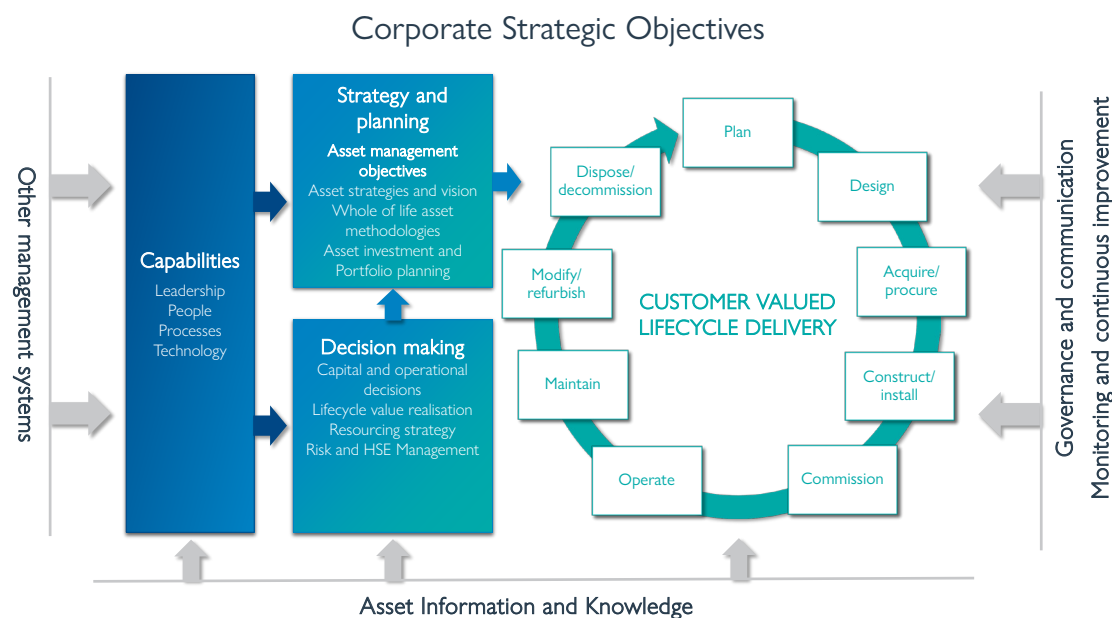 Corporate Strategic Objectives
Other management systems
Capabilities
Leadership
People
Processes
Technology
Strategy and
planning
Asset management
objectives
Asset strategies and vision
Whole of life asset
methodologies
Asset investment and
Portfolio planning
Decision making
Capital and operational
decisions
Lifecycle value realisation
Resourcing strategy
Risk and HSE Management
Plan
Design
Acquire/
procure
Construct/
install
Commission
Operate
Maintain
Modify/
refurbish
Dispose/
decommission
CUSTOMER VALUED
LIFECYCLE DELIVERY
Governance and communication
Monitoring and continuous improvement
Asset Information and Knowledge